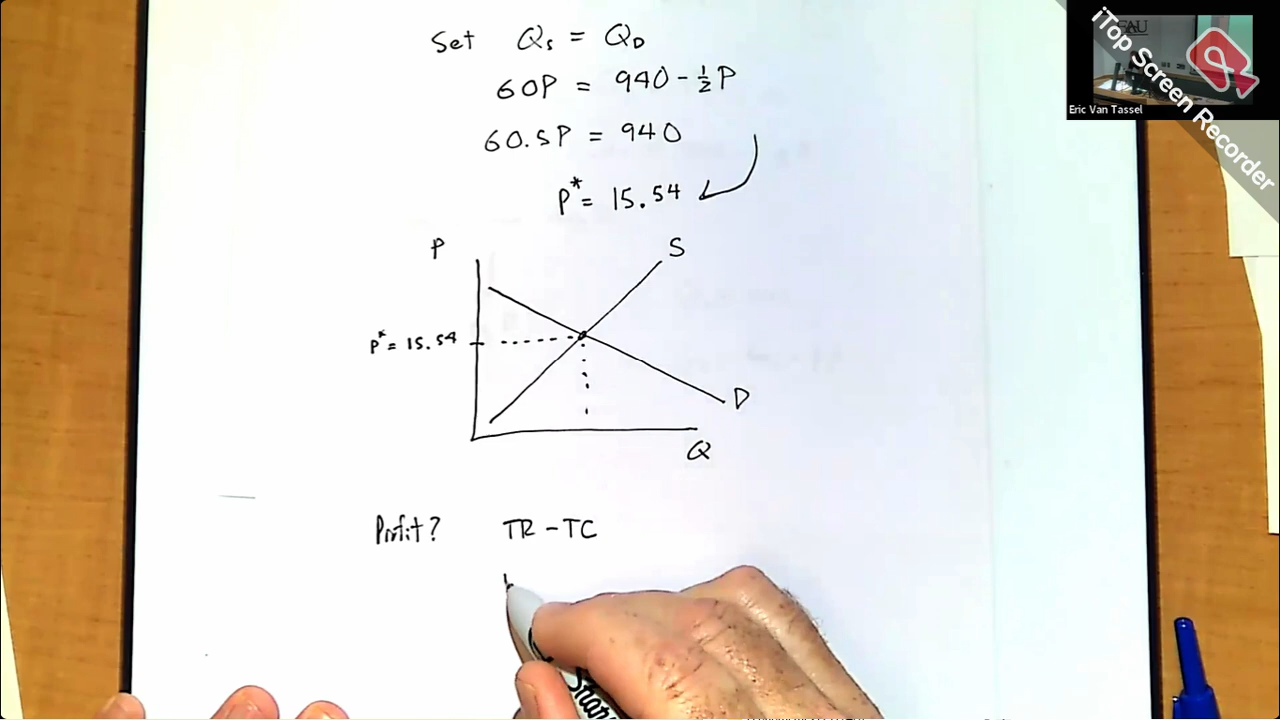 Set Qs = QD
60P = 940 - ½P
60.5P = 940
P* = 15.54
P
S
P* = 15.54
D
Q
Profit? TR - TC
FAU
Eric Van Tassel
iTop Screen Recorder